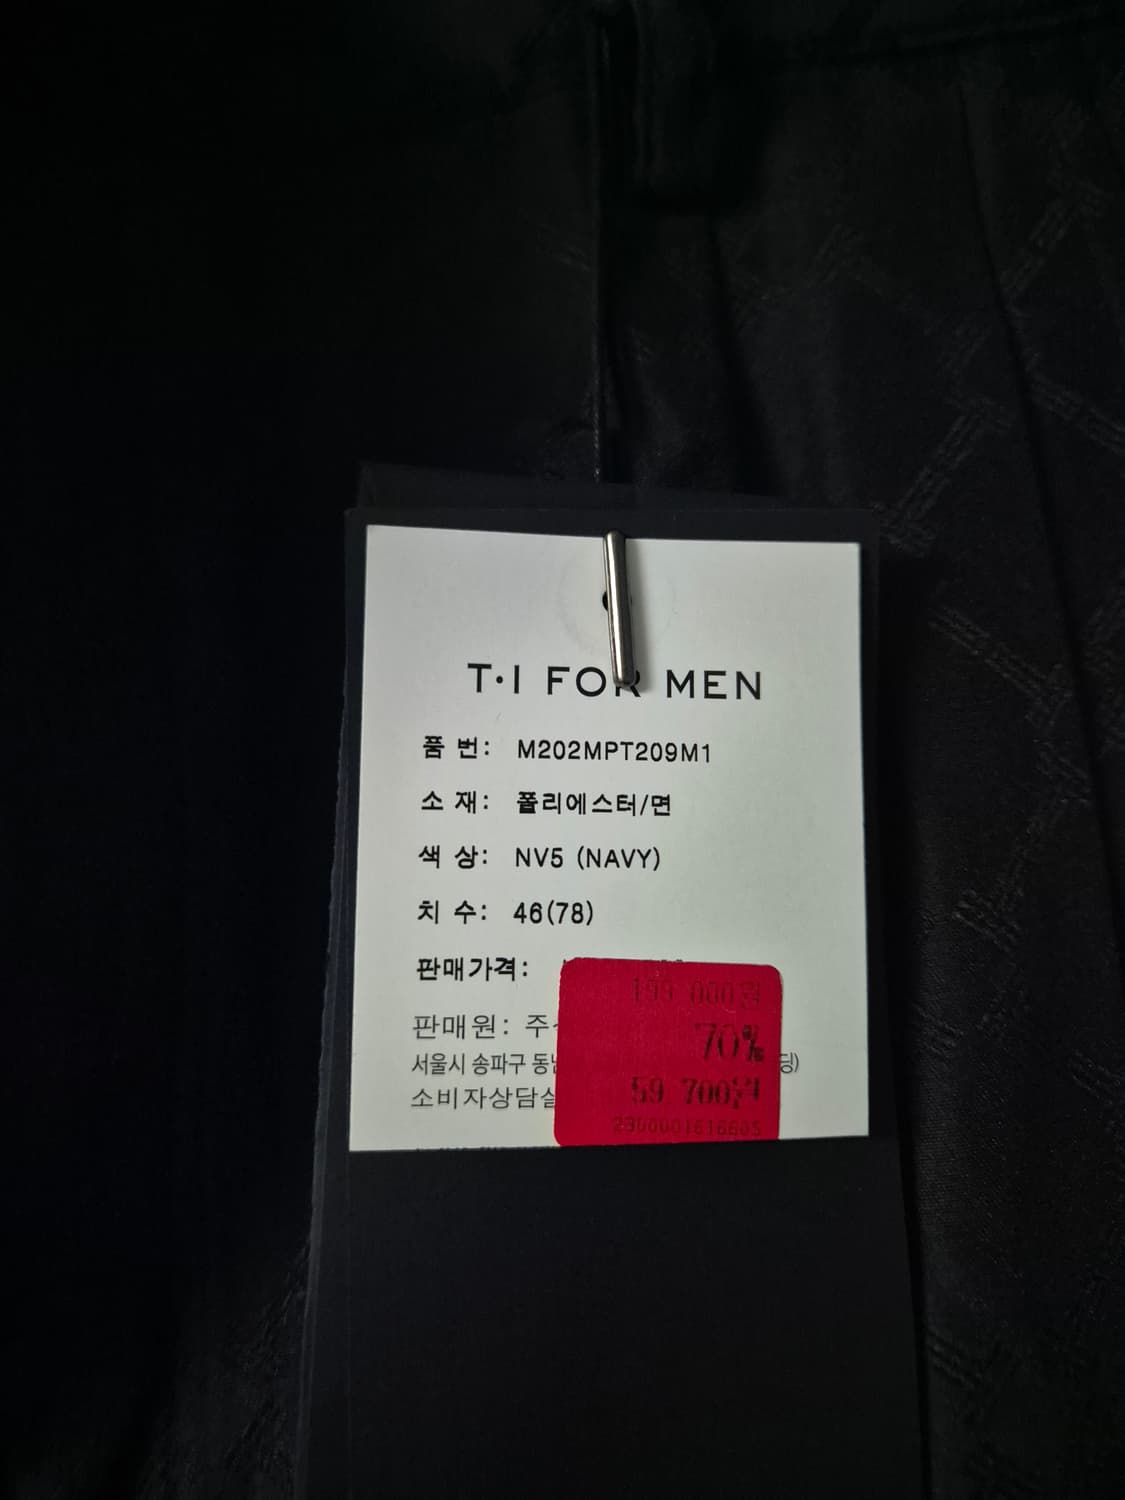 T·I FOR MEN
품 번: M202MPT209M1
소 재: 폴리에스터/면
색 상: NV5 (NAVY)
치 수: 46(78)
판매가격:
199 000원
판매원: 주
70%
서울시 송파구
59 700원
소비자상담실
2900001616605